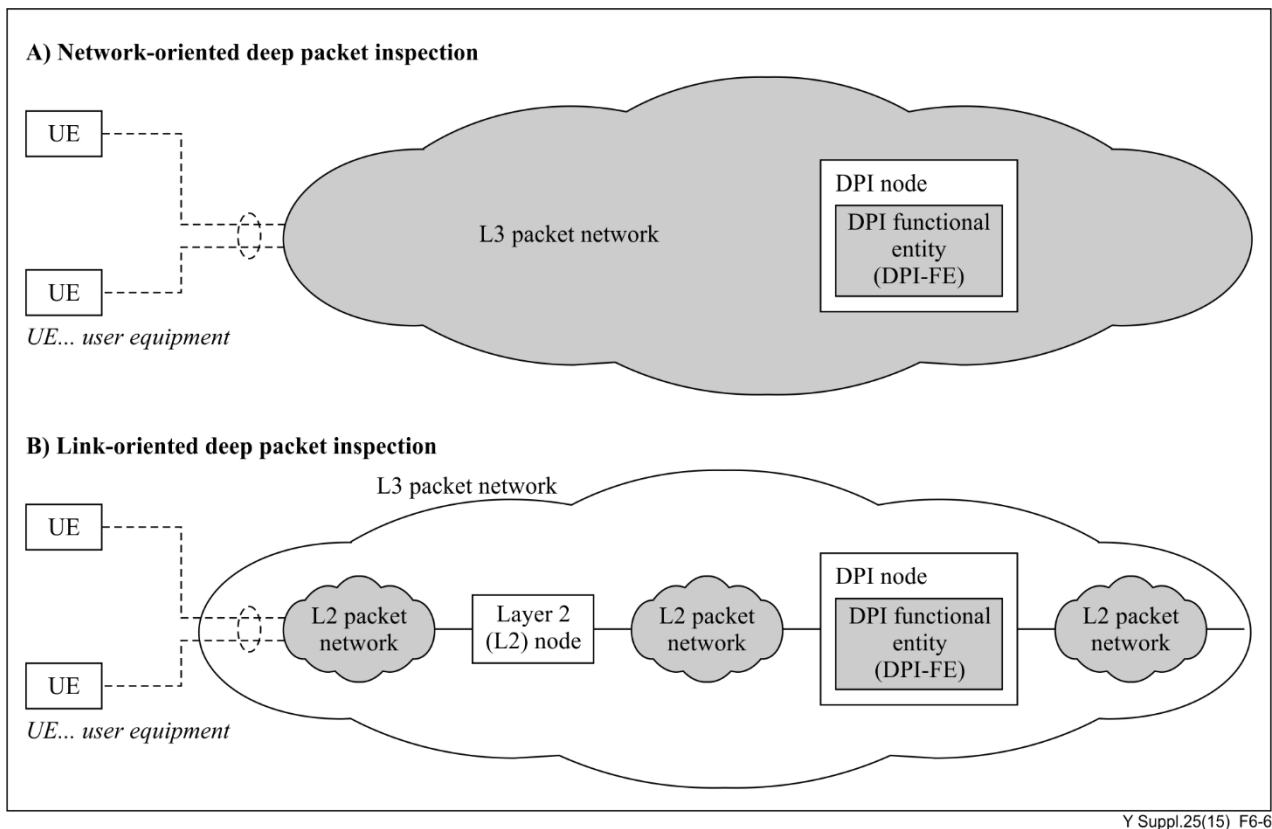 A) Network-oriented deep packet inspection
UE
UE
UE... user equipment
L3 packet network
DPI node
DPI functional
entity
(DPI-FE)
B) Link-oriented deep packet inspection
L3 packet network
UE
UE
UE... user equipment
L2 packet
network
Layer 2
(L2) node
L2 packet
network
DPI node
DPI functional
entity
(DPI-FE)
L2 packet
network
Y Suppl.25(15)_F6-6